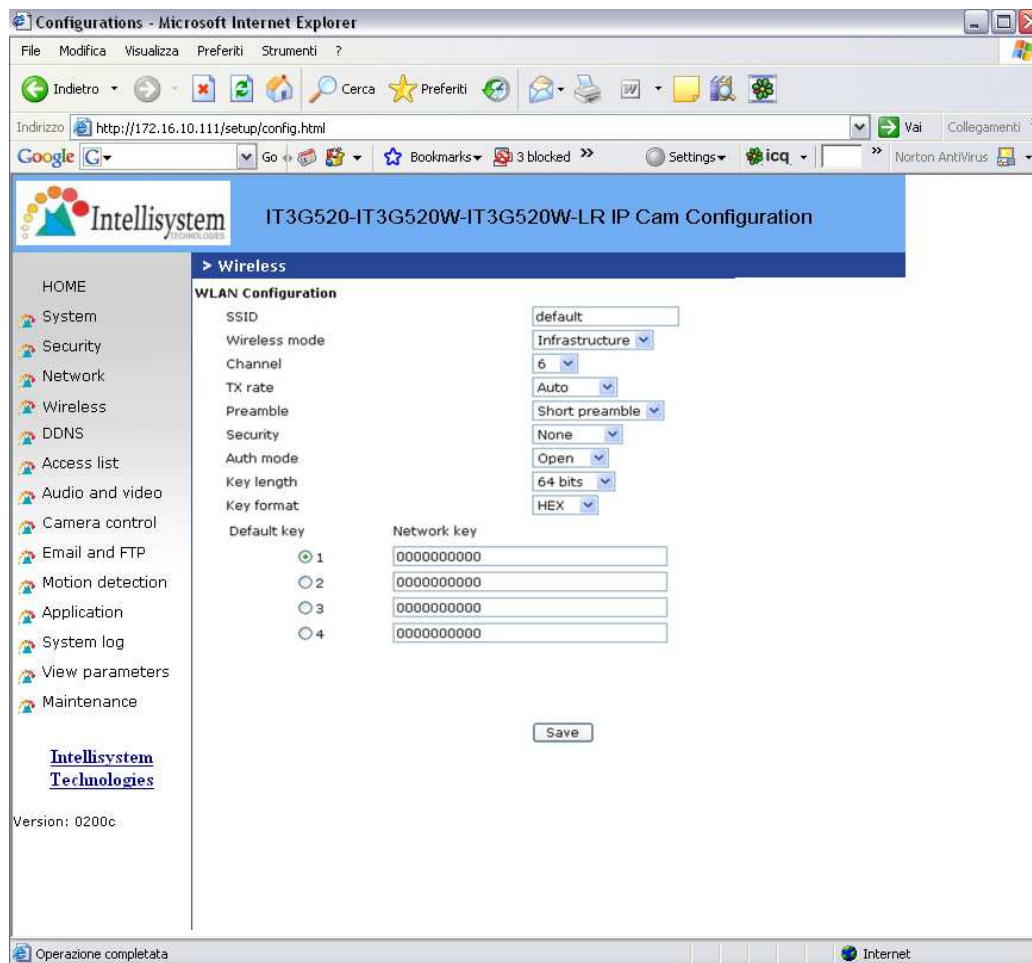 Configurations - Microsoft Internet Explorer
File Modifica Visualizza Preferiti Strumenti ?
Indietro Cerca Preferiti W
Indirizzo http://172.16.10.111/setup/config.html Vai Collegamenti
Google G Go Bookmarks 3 blocked >> Settings icq >> Norton AntiVirus
Intellisystem
TECHNOLOGIES
IT3G520-IT3G520W-IT3G520W-LR IP Cam Configuration
> Wireless
HOME
System
Security
Network
Wireless
DDNS
Access list
Audio and video
Camera control
Email and FTP
Motion detection
Application
System log
View parameters
Maintenance
Intellisystem
Technologies
Version: 0200c
WLAN Configuration
SSID default
Wireless mode Infrastructure
Channel 6
TX rate Auto
Preamble Short preamble
Security None
Auth mode Open
Key length 64 bits
Key format HEX
Default key Network key
1 0000000000
2 0000000000
3 0000000000
4 0000000000
Save
Operazione completata Internet